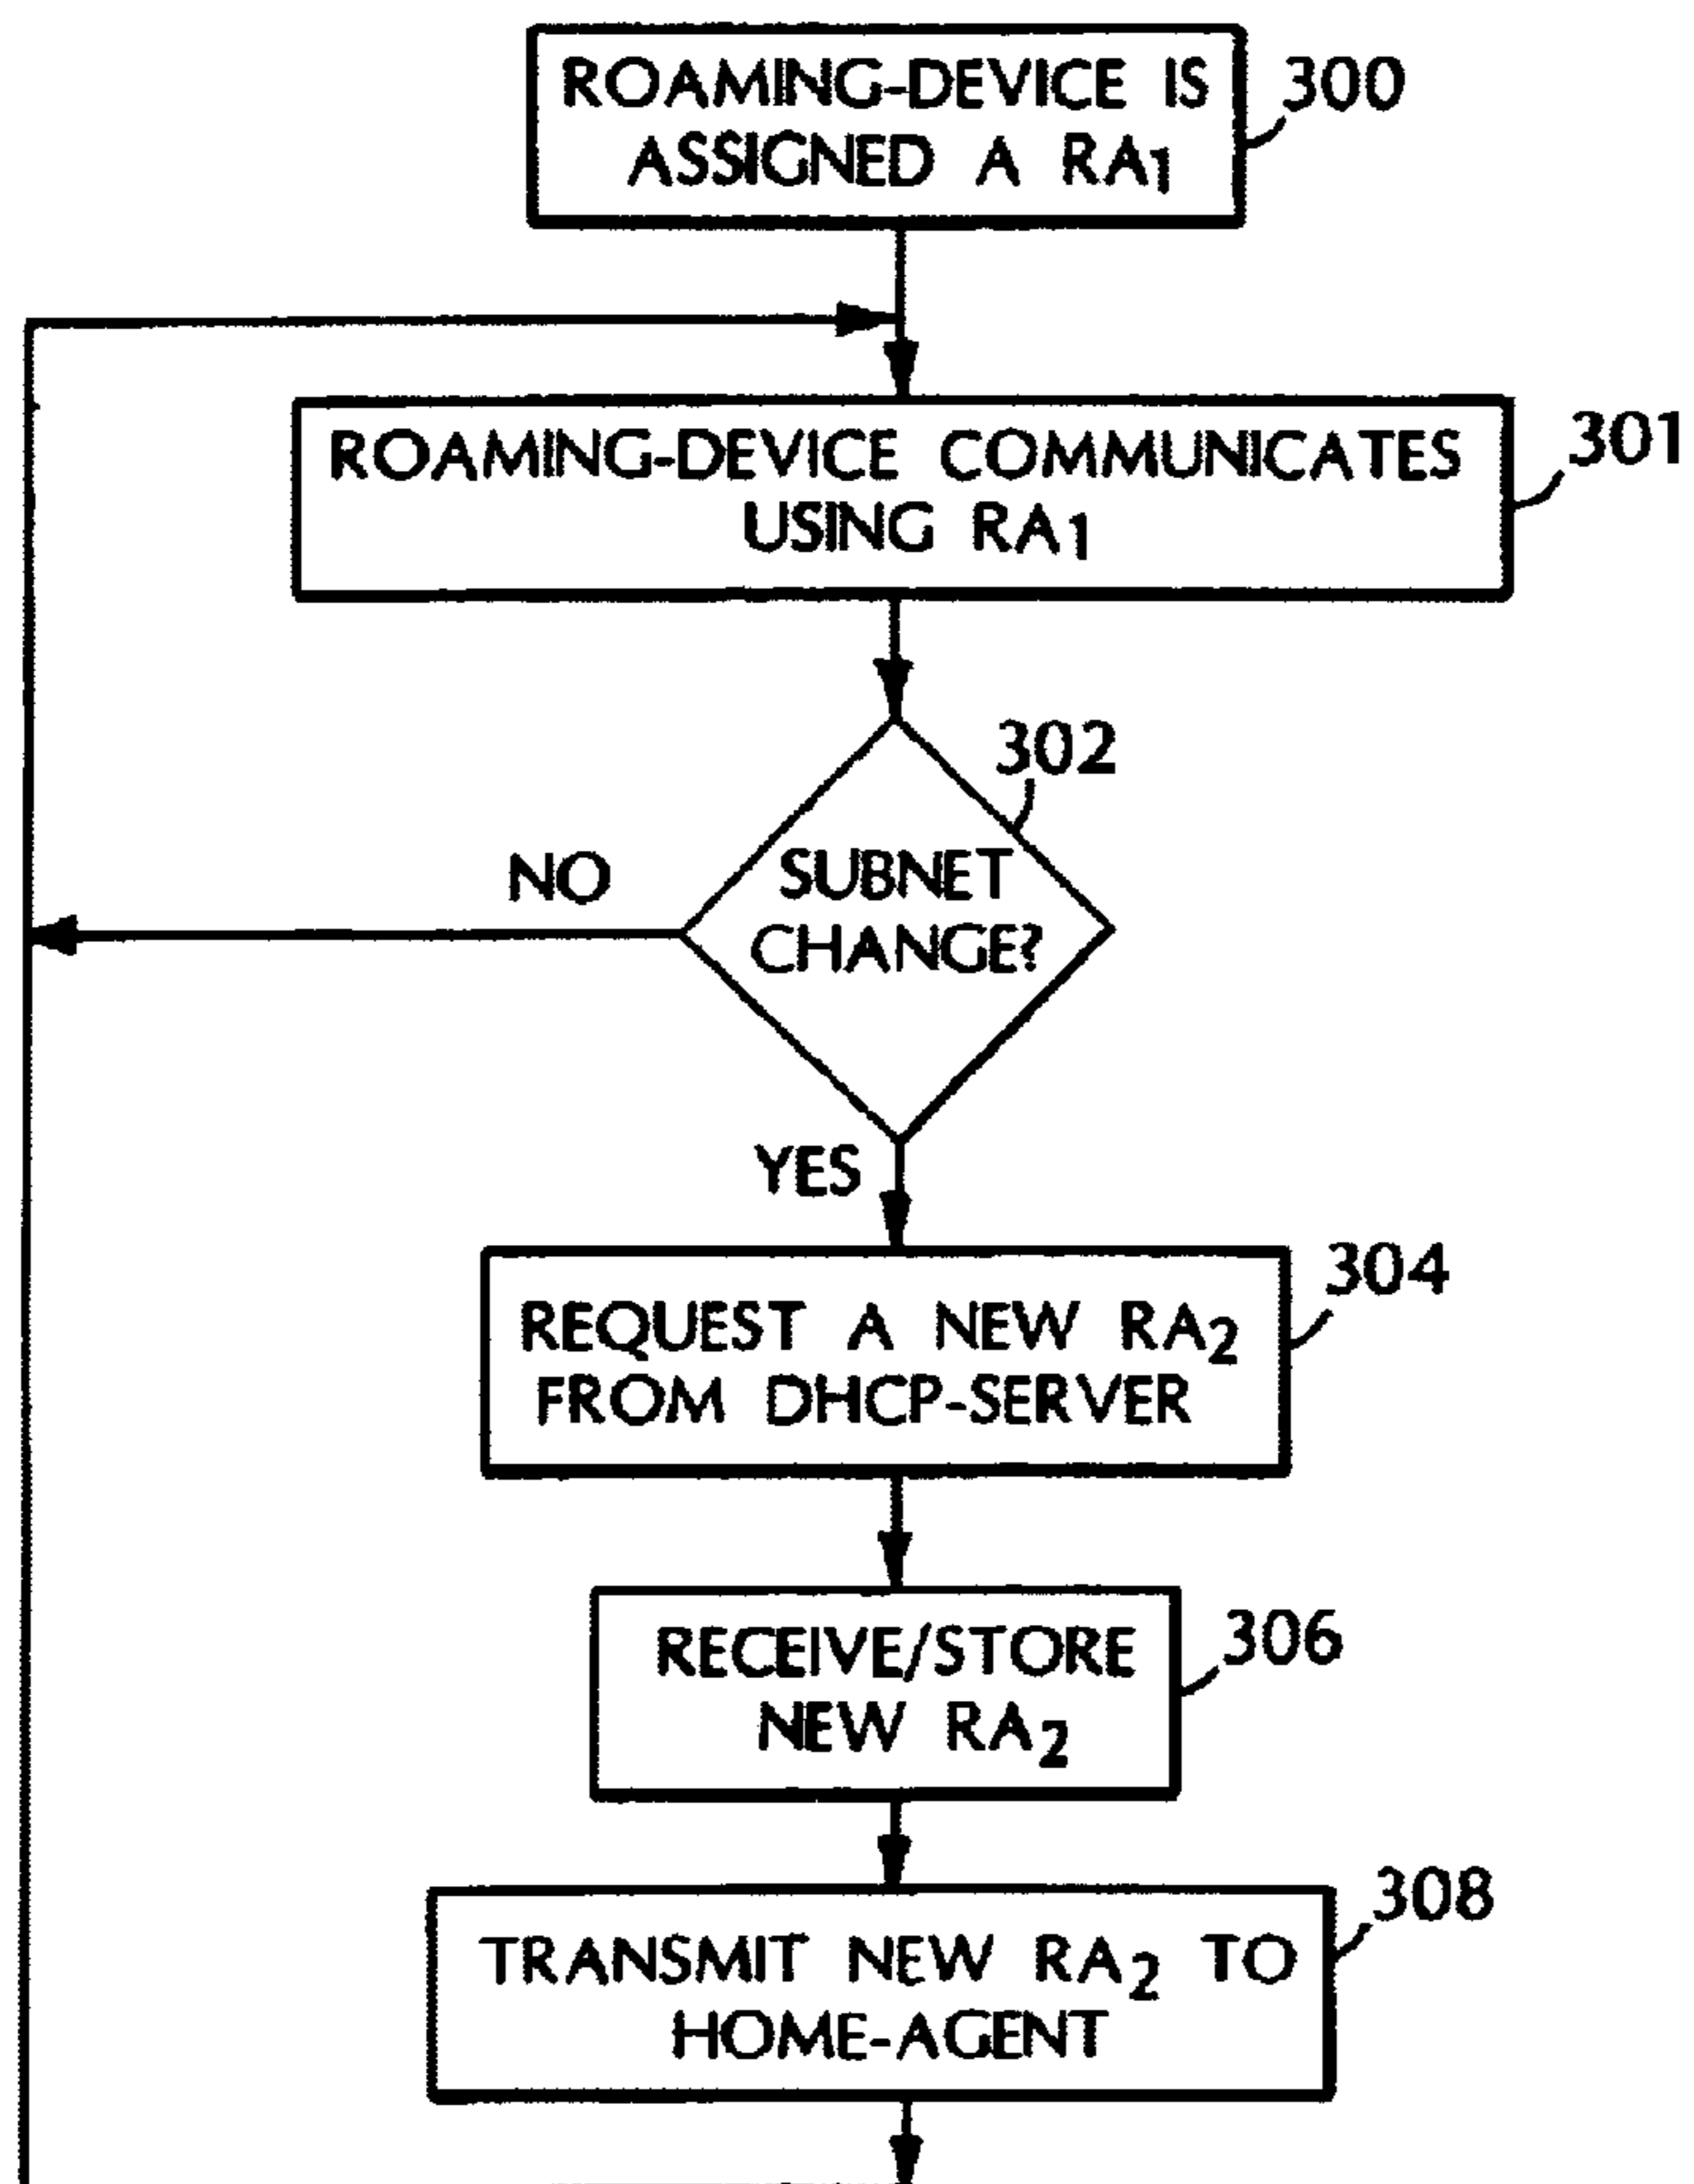 ROAMING-DEVICE IS
ASSIGNED A RA1
300
ROAMING-DEVICE COMMUNICATES
USING RA1
301
302
SUBNET
CHANGE?
NO
YES
REQUEST A NEW RA2
FROM DHCP-SERVER
304
RECEIVE/STORE
NEW RA2
306
TRANSMIT NEW RA2 TO
HOME-AGENT
308